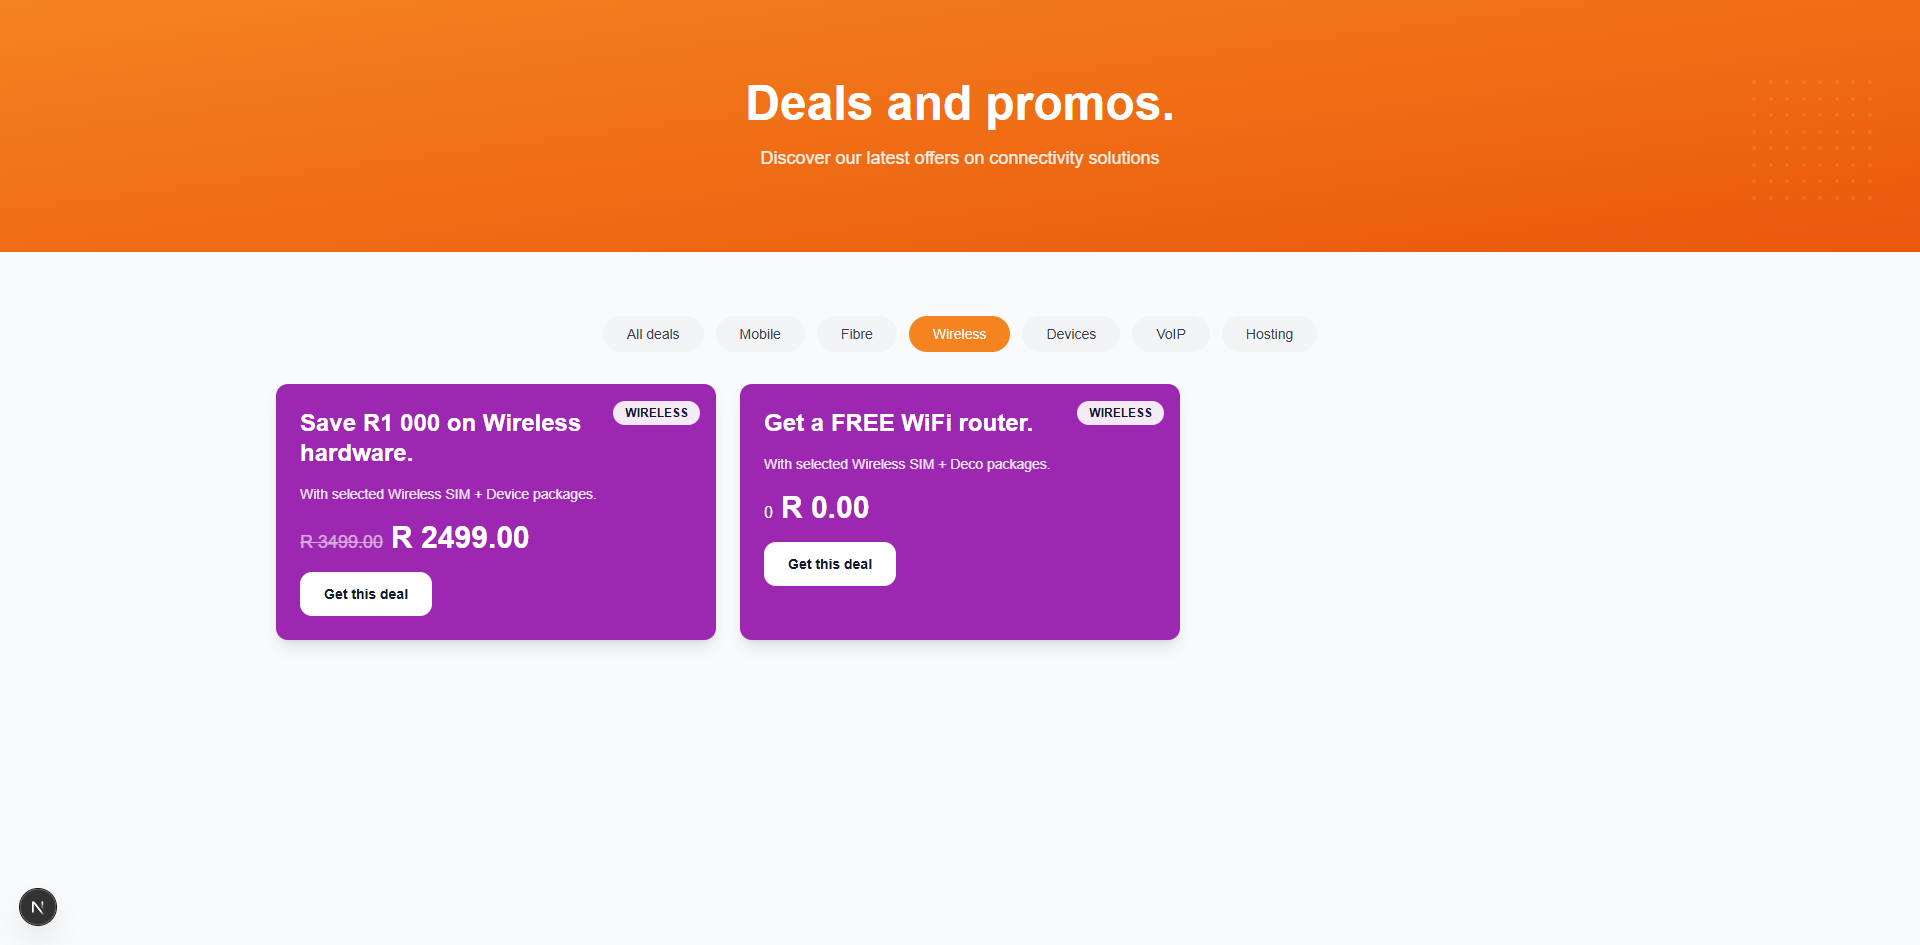 Deals and promos.
Discover our latest offers on connectivity solutions
All deals
Mobile
Fibre
Wireless
Devices
VoIP
Hosting
Save R1 000 on Wireless
hardware.
WIRELESS
With selected Wireless SIM + Device packages.
R 3499.00 R 2499.00
Get this deal
Get a FREE WiFi router.
WIRELESS
With selected Wireless SIM + Deco packages.
0 R 0.00
Get this deal
N